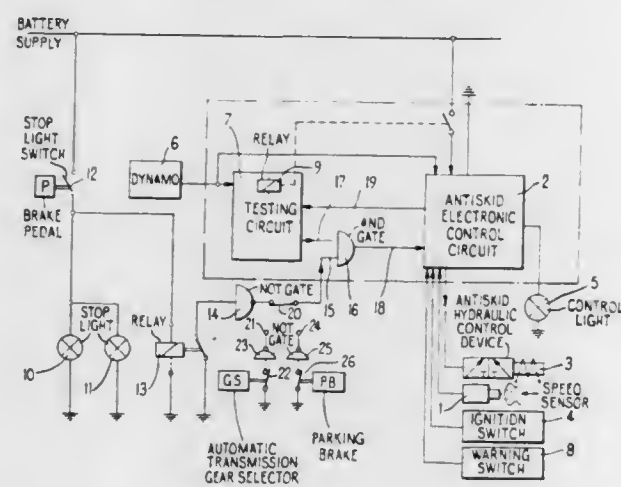 BATTERY
SUPPLY
STOP
LIGHT
SWITCH
12
P
BRAKE
PEDAL
6
DYNAMO
7
RELAY
9
TESTING
CIRCUIT
17
19
AND
GATE
15
16
18
2
ANTISKID
ELECTRONIC
CONTROL
CIRCUIT
5
CONTROL
LIGHT
NOT GATE
14
20
21
NOT
GATE
24
23
25
22
26
GS
PB
AUTOMATIC
TRANSMISSION
GEAR SELECTOR
PARKING
BRAKE
STOP
LIGHT
10
11
RELAY
13
ANTISKID
HYDRAULIC
CONTROL
DEVICE
3
1
SPEED
SENSOR
IGNITION
SWITCH
4
WARNING
SWITCH
8